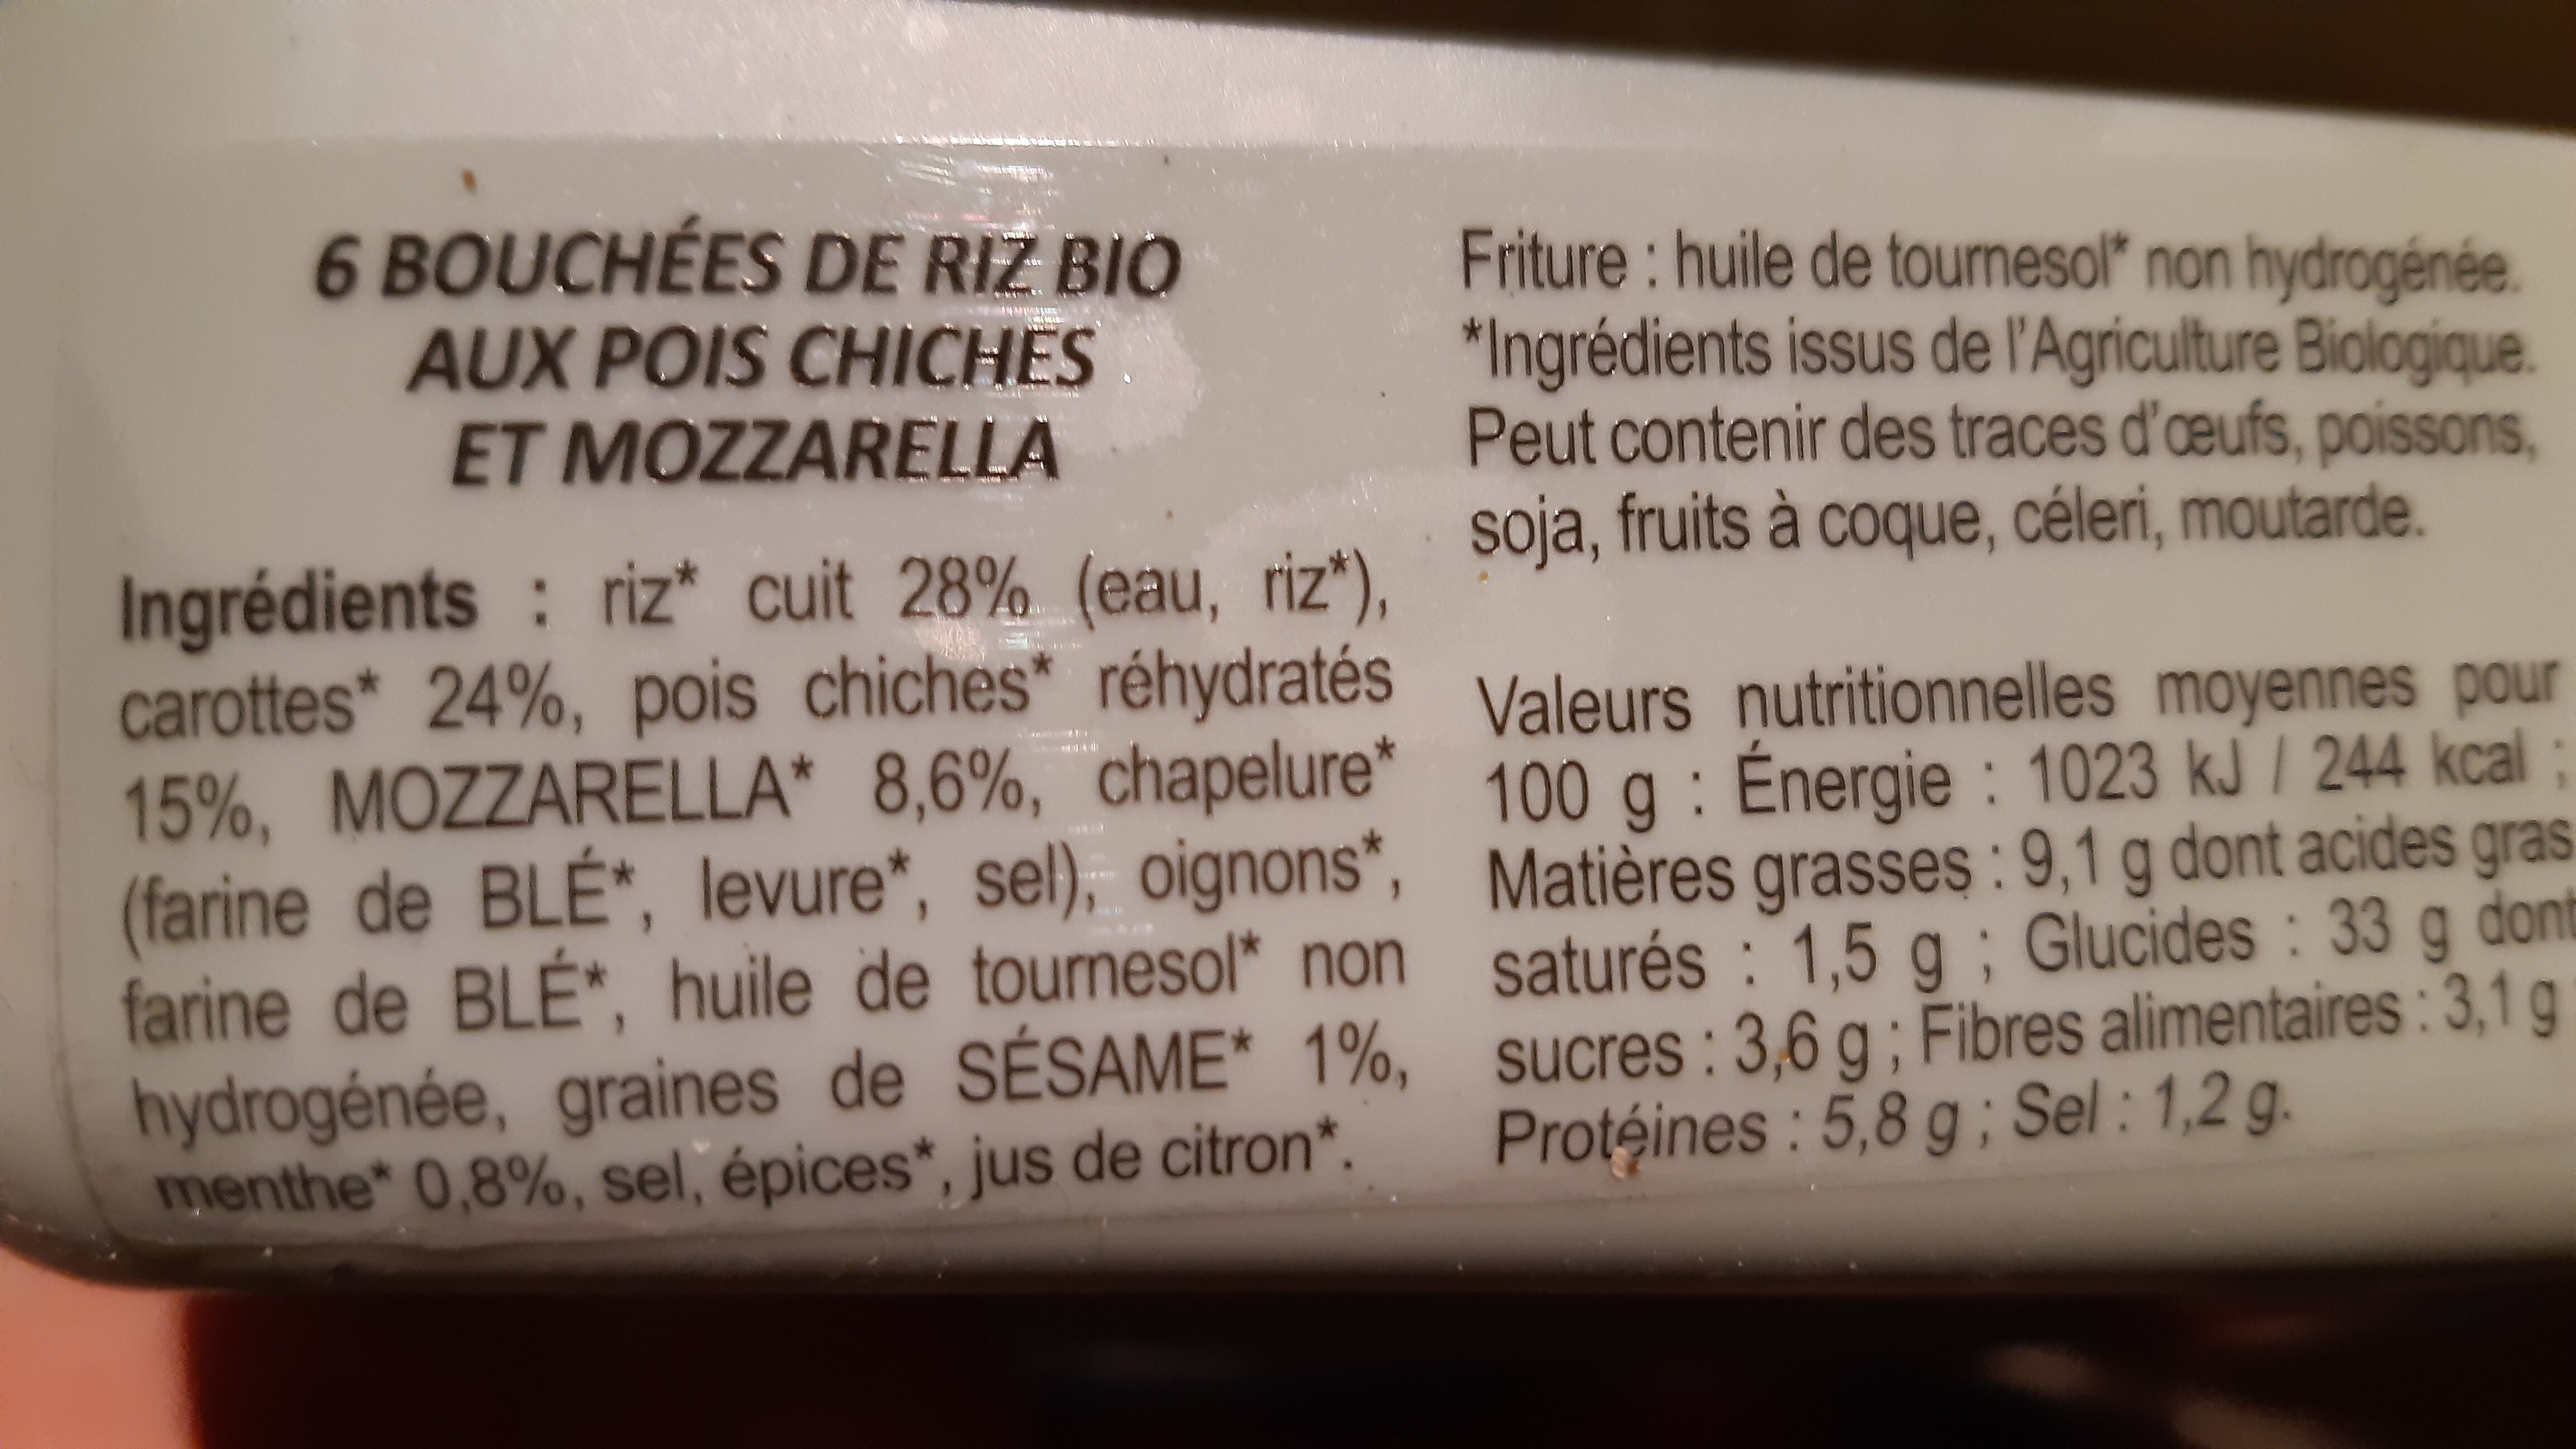 6 BOUCHÉES DE RIZ BIO
AUX POIS CHICHES
ET MOZZARELLA
Ingrédients : riz* cuit 28% (eau, riz*),
carottes* 24%, pois chiches* réhydratés
15%, MOZZARELLA* 8,6%, chapelure*
(farine de BLÉ*, levure*, sel), oignons*,
farine de BLÉ*, huile de tournesol* non
hydrogénée, graines de SÉSAME* 1%,
menthe* 0,8%, sel, épices*, jus de citron*.
Friture : huile de tournesol* non hydrogénée.
*Ingrédients issus de l'Agriculture Biologique.
Peut contenir des traces d'œufs, poissons,
soja, fruits à coque, céleri, moutarde.
Valeurs nutritionnelles moyennes pour
100 g : Énergie : 1023 kJ / 244 kcal ;
Matières grasses : 9,1 g dont acides gras
saturés : 1,5 g ; Glucides : 33 g dont
sucres : 3,6 g ; Fibres alimentaires : 3,1 g
Protéines : 5,8 g ; Sel : 1,2 g.